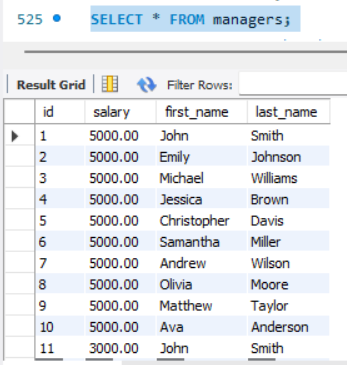 525 SELECT * FROM managers;
Result Grid Filter Rows:
id salary first_name last_name
1 5000.00 John Smith
2 5000.00 Emily Johnson
3 5000.00 Michael Williams
4 5000.00 Jessica Brown
5 5000.00 Christopher Davis
6 5000.00 Samantha Miller
7 5000.00 Andrew Wilson
8 5000.00 Olivia Moore
9 5000.00 Matthew Taylor
10 5000.00 Ava Anderson
11 3000.00 John Smith